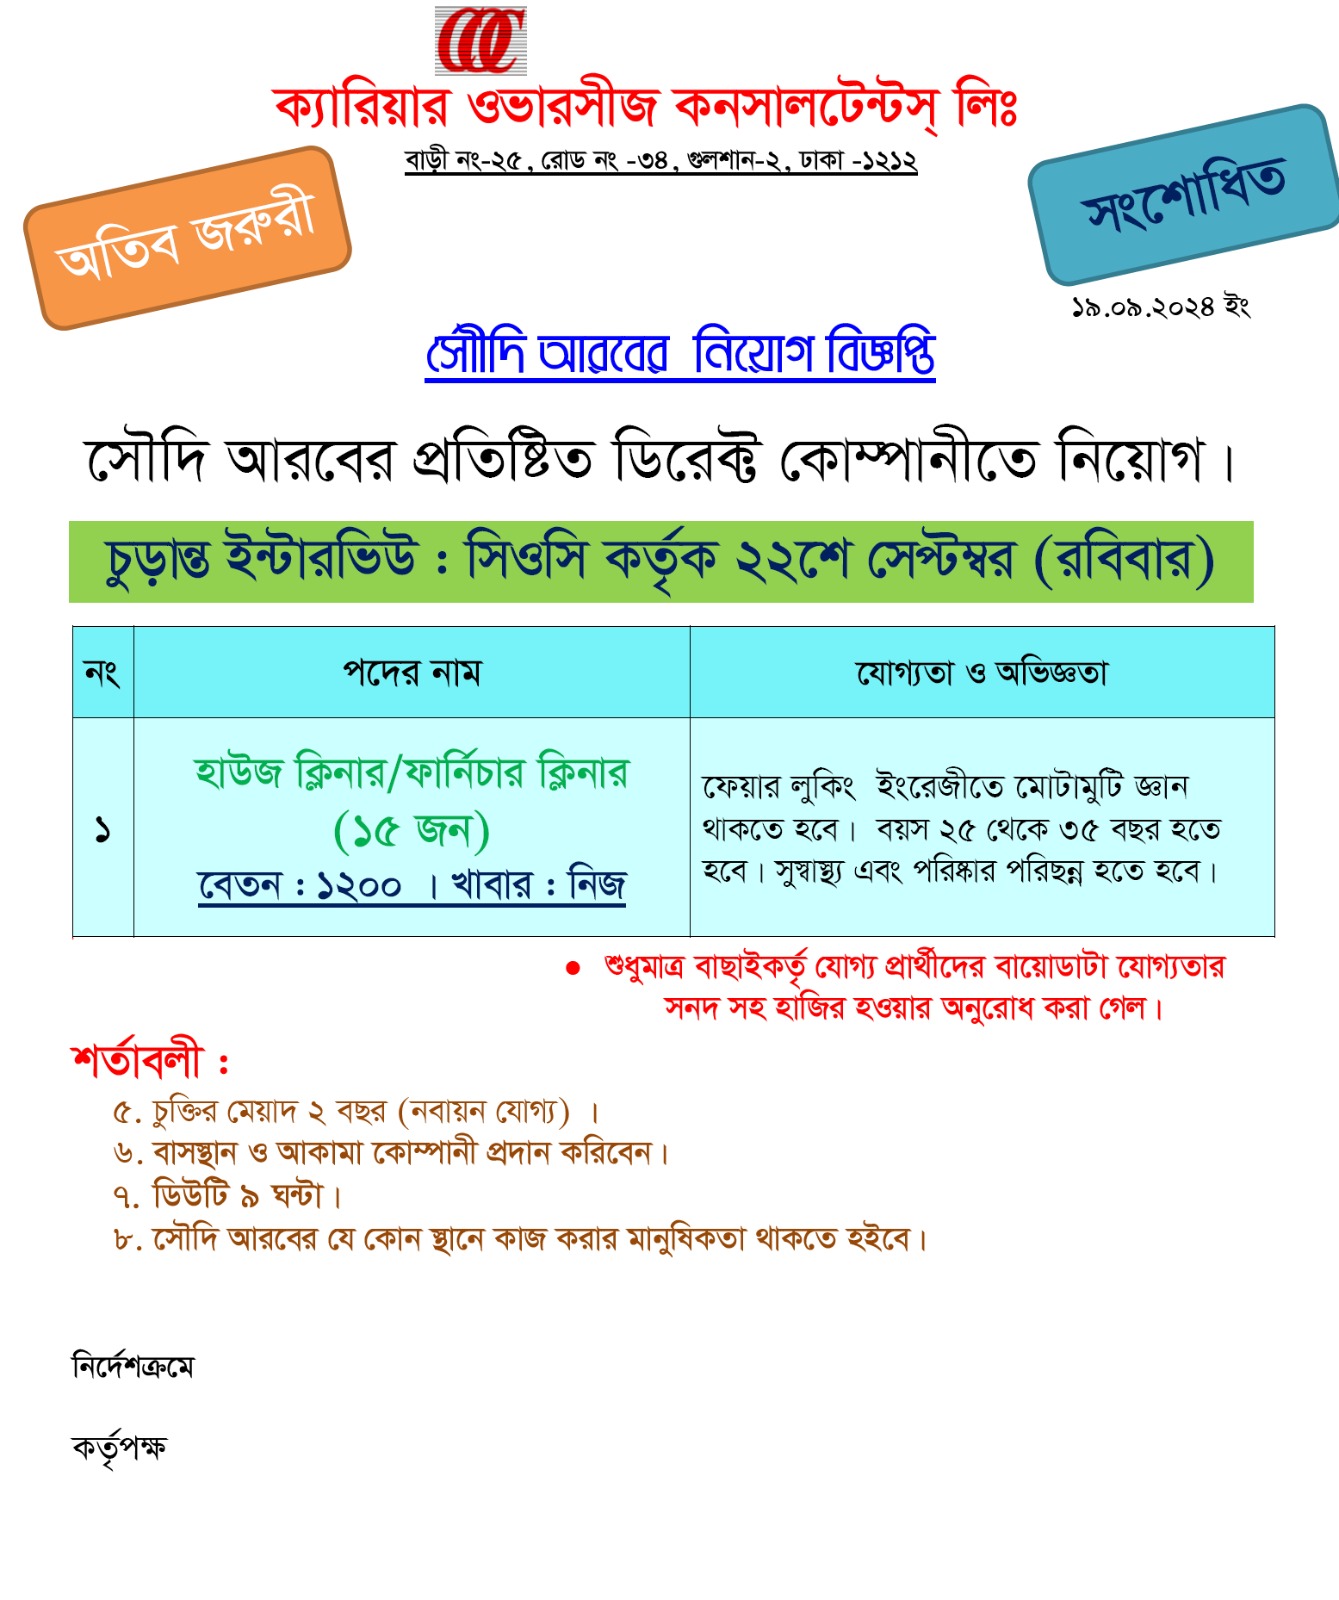 ক্যারিয়ার ওভারসীজ কনসালটেন্টস্ লিঃ
বাড়ী নং-২৫, রোড নং -৩৪, গুলশান-২, ঢাকা -১২১২
অতিব জরুরী
সংশোধিত
১৯.০৯.২০২৪ ইং
সৌদি আরবের নিয়োগ বিজ্ঞপ্তি
সৌদি আরবের প্রতিষ্টিত ডিরেক্ট কোম্পানীতে নিয়োগ।
চুড়ান্ত ইন্টারভিউ : সিওসি কর্তৃক ২২শে সেপ্টম্বর (রবিবার)
নং পদের নাম যোগ্যতা ও অভিজ্ঞতা
১
হাউজ ক্লিনার/ফার্নিচার ক্লিনার
(১৫ জন)
বেতন : ১২০০ । খাবার : নিজ
ফেয়ার লুকিং ইংরেজীতে মোটামুটি জ্ঞান
থাকতে হবে। বয়স ২৫ থেকে ৩৫ বছর হতে
হবে। সুস্বাস্থ্য এবং পরিষ্কার পরিছন্ন হতে হবে।
• শুধুমাত্র বাছাইকর্তৃ যোগ্য প্রার্থীদের বায়োডাটা যোগ্যতার
সনদ সহ হাজির হওয়ার অনুরোধ করা গেল।
শর্তাবলী :
৫. চুক্তির মেয়াদ ২ বছর (নবায়ন যোগ্য) ।
৬. বাসস্থান ও আকামা কোম্পানী প্রদান করিবেন।
৭. ডিউটি ৯ ঘন্টা।
৮. সৌদি আরবের যে কোন স্থানে কাজ করার মানুষিকতা থাকতে হইবে।
নির্দেশক্রমে
কর্তৃপক্ষ